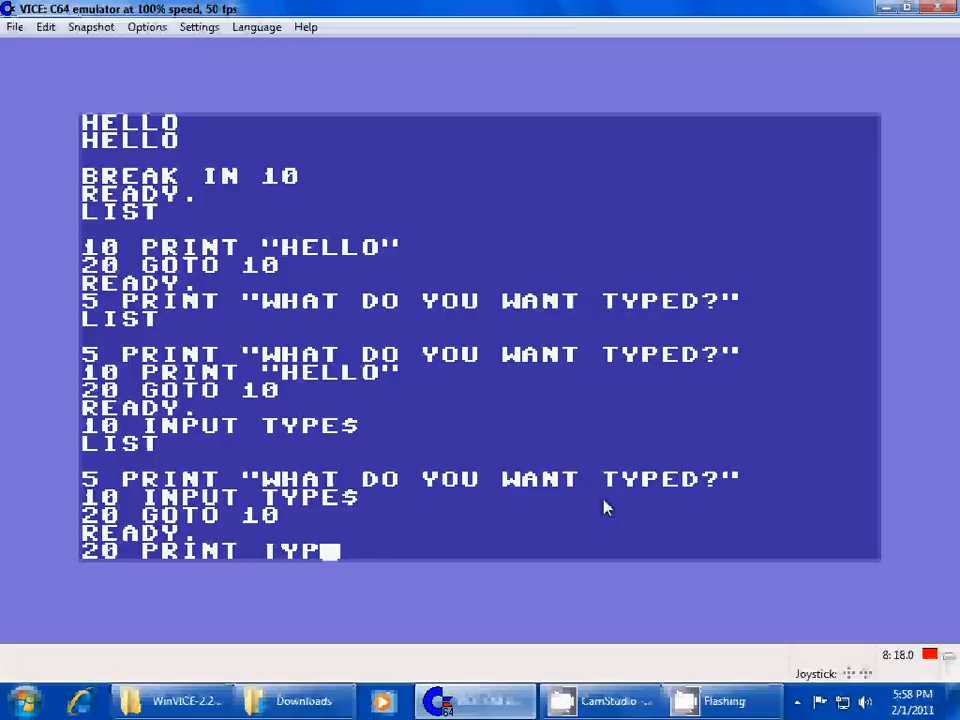 VICE: C64 emulator at 100% speed, 50 fps
File Edit Snapshot Options Settings Language Help
HELLO
HELLO
BREAK IN 10
READY.
LIST
10 PRINT "HELLO"
20 GOTO 10
READY.
5 PRINT "WHAT DO YOU WANT TYPED?"
LIST
5 PRINT "WHAT DO YOU WANT TYPED?"
10 PRINT "HELLO"
20 GOTO 10
READY.
10 INPUT TYPE$
LIST
5 PRINT "WHAT DO YOU WANT TYPED?"
10 INPUT TYPE$
20 GOTO 10
READY.
20 PRINT TYP
8: 18.0
Joystick:
WinVICE-2.2... Downloads C64 CamStudio -... Flashing 5:58 PM
2/1/2011